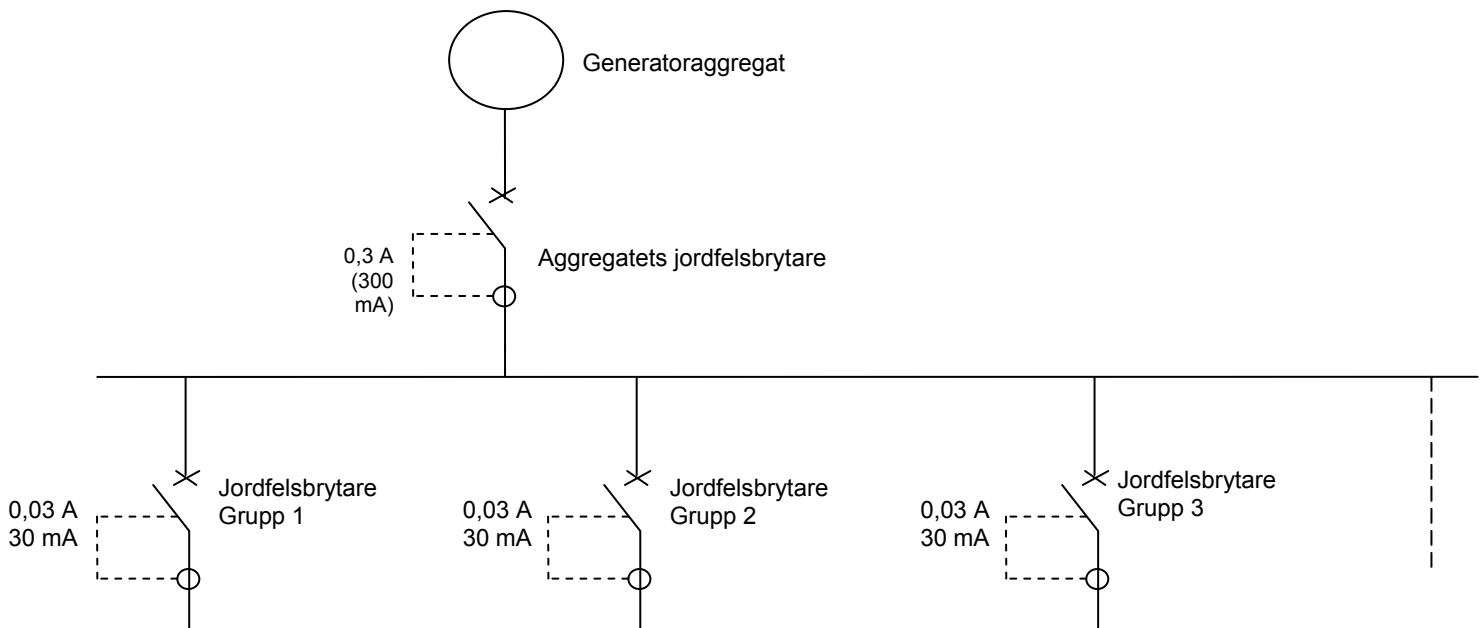 Generatoraggregat
0,3 A
(300
mA)
Aggregatets jordfelsbrytare
0,03 A
30 mA
Jordfelsbrytare
Grupp 1
0,03 A
30 mA
Jordfelsbrytare
Grupp 2
0,03 A
30 mA
Jordfelsbrytare
Grupp 3